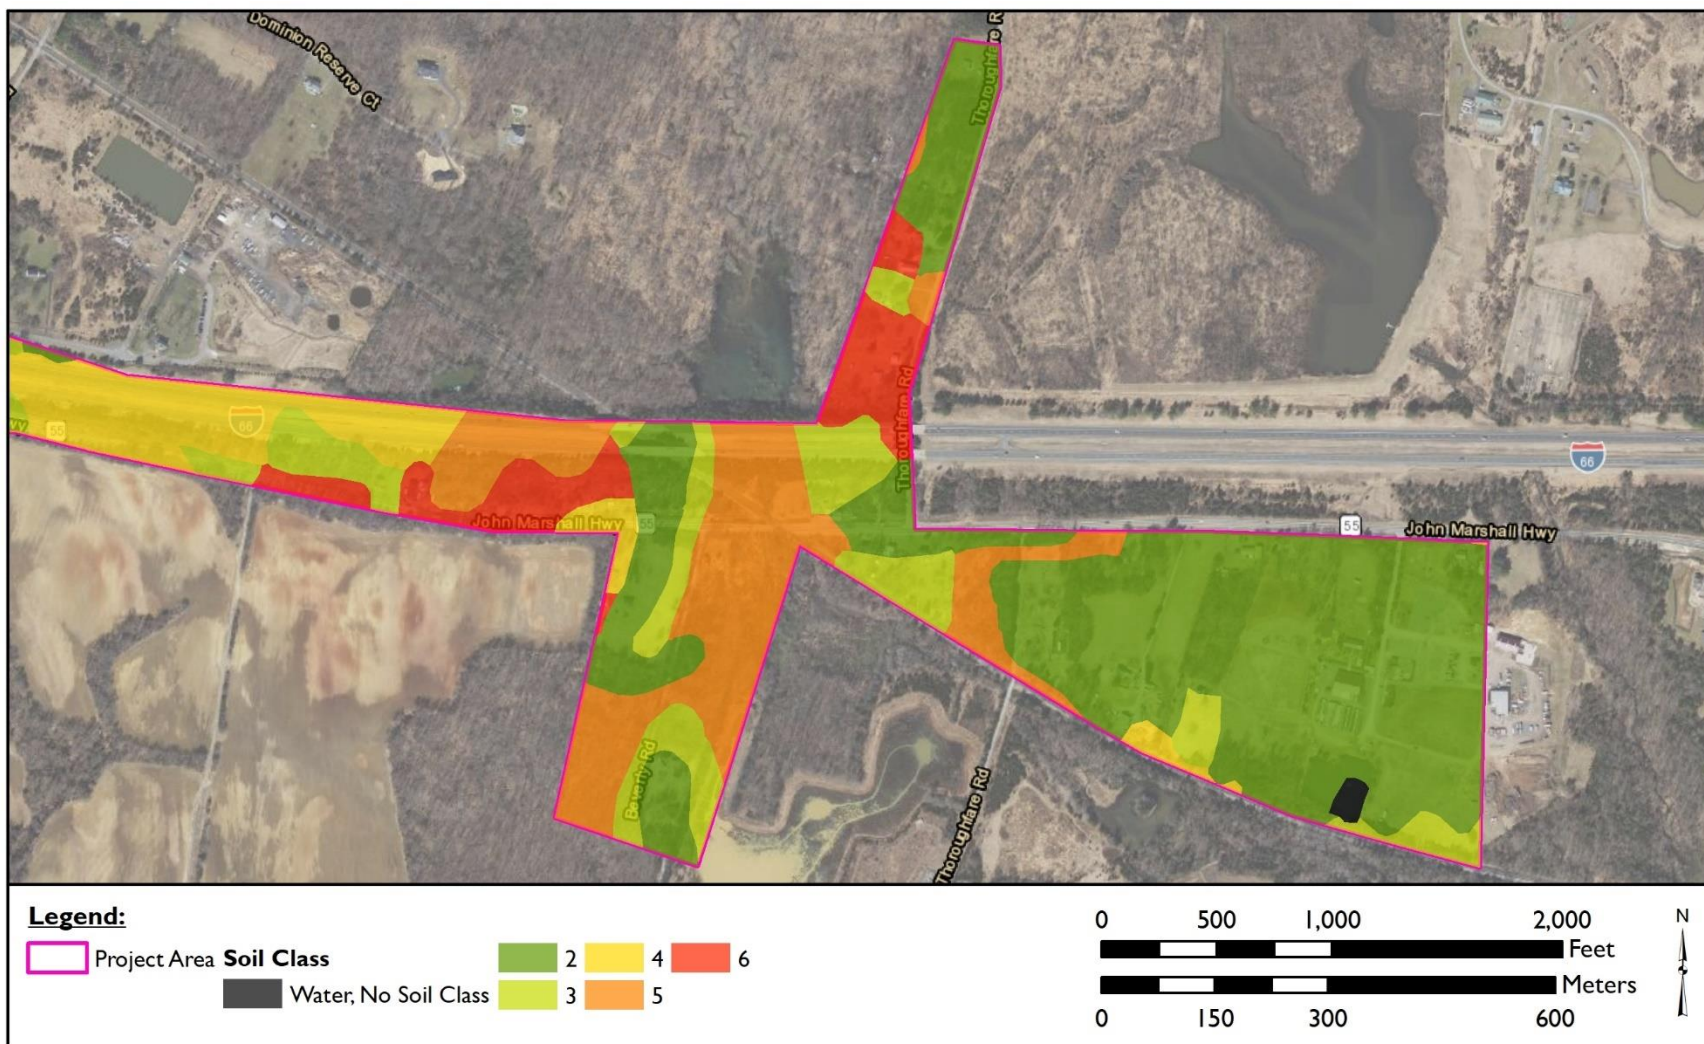 Dominion Reserve Ct
Thoroughfare R
66
55
wy
Thoroughfare Rd
66
John Marshall Hwy
55
55
John Marshall Hwy
Beverly Rd
Thoroughfare Rd
Legend:
Project Area
Soil Class
Water, No Soil Class
2
3
4
5
6
0 500 1,000 2,000
Feet
Meters
0 150 300 600
N